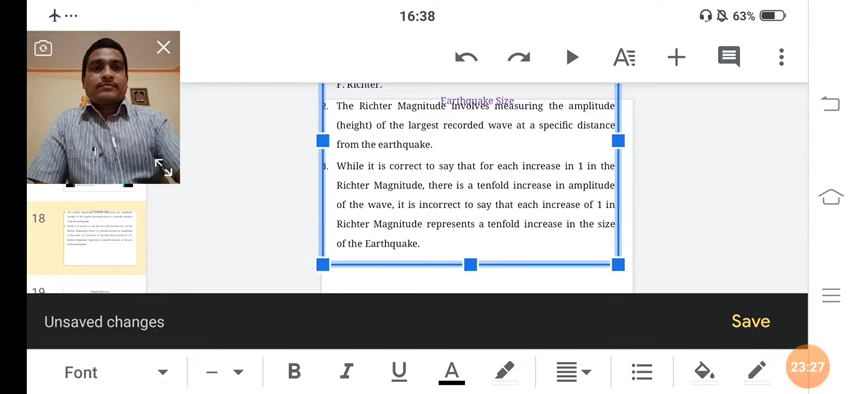 16:38
63%
F. Richter.
Earthquake Size
2. The Richter Magnitude involves measuring the amplitude
(height) of the largest recorded wave at a specific distance
from the earthquake.
3. While it is correct to say that for each increase in 1 in the
Richter Magnitude, there is a tenfold increase in amplitude
of the wave, it is incorrect to say that each increase of 1 in
Richter Magnitude represents a tenfold increase in the size
of the Earthquake.
18
19
Unsaved changes
Save
Font
B I U A
23:27